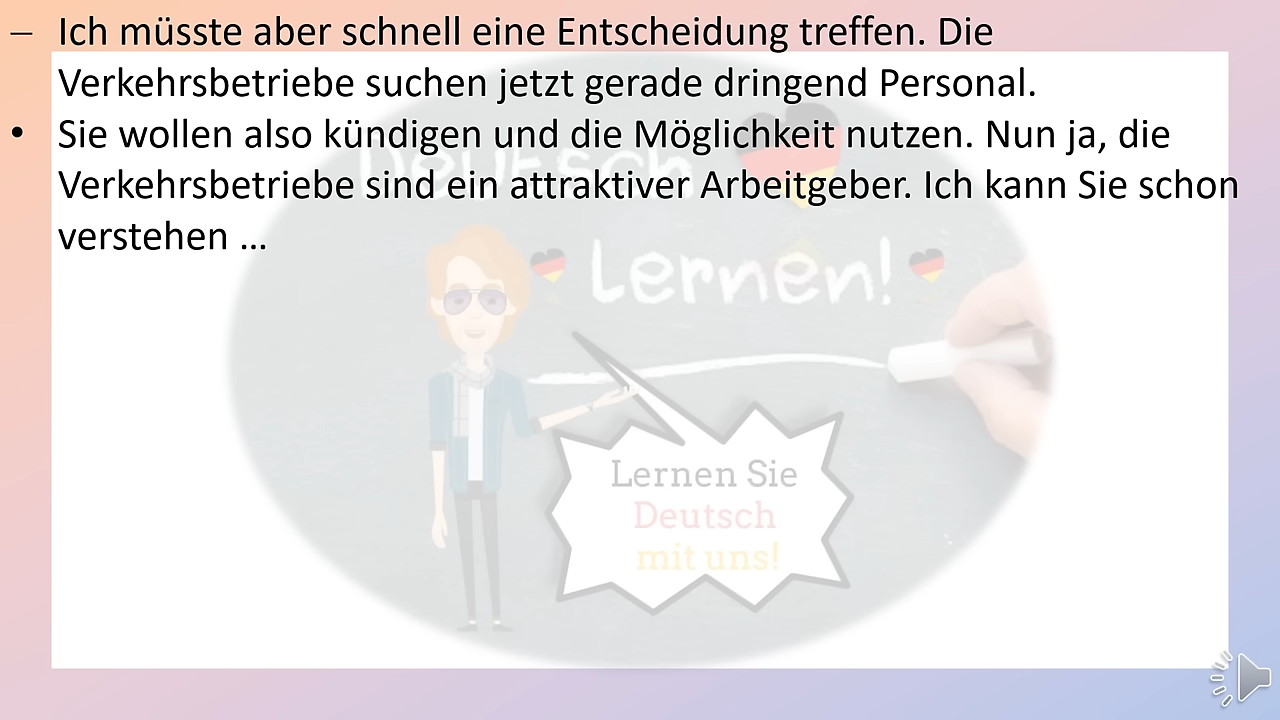 – Ich müsste aber schnell eine Entscheidung treffen. Die
Verkehrsbetriebe suchen jetzt gerade dringend Personal.
• Sie wollen also kündigen und die Möglichkeit nutzen. Nun ja, die
Verkehrsbetriebe sind ein attraktiver Arbeitgeber. Ich kann Sie schon
verstehen …
Deutsch
Lernen!
Lernen Sie
Deutsch
mit uns!